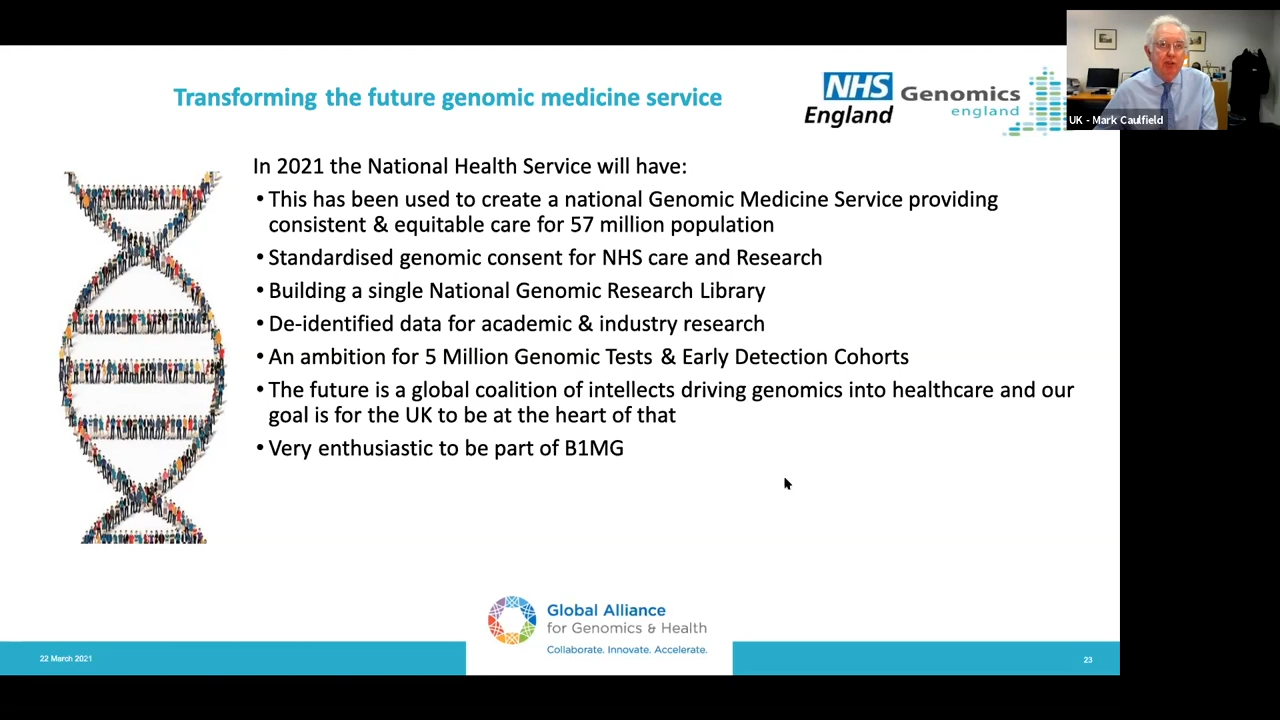 Transforming the future genomic medicine service
NHS
England
Genomics
england
UK - Mark Caulfield
In 2021 the National Health Service will have:
• This has been used to create a national Genomic Medicine Service providing
consistent & equitable care for 57 million population
• Standardised genomic consent for NHS care and Research
• Building a single National Genomic Research Library
• De-identified data for academic & industry research
• An ambition for 5 Million Genomic Tests & Early Detection Cohorts
• The future is a global coalition of intellects driving genomics into healthcare and our
goal is for the UK to be at the heart of that
• Very enthusiastic to be part of B1MG
Global Alliance
for Genomics & Health
Collaborate. Innovate. Accelerate.
22 March 2021
23